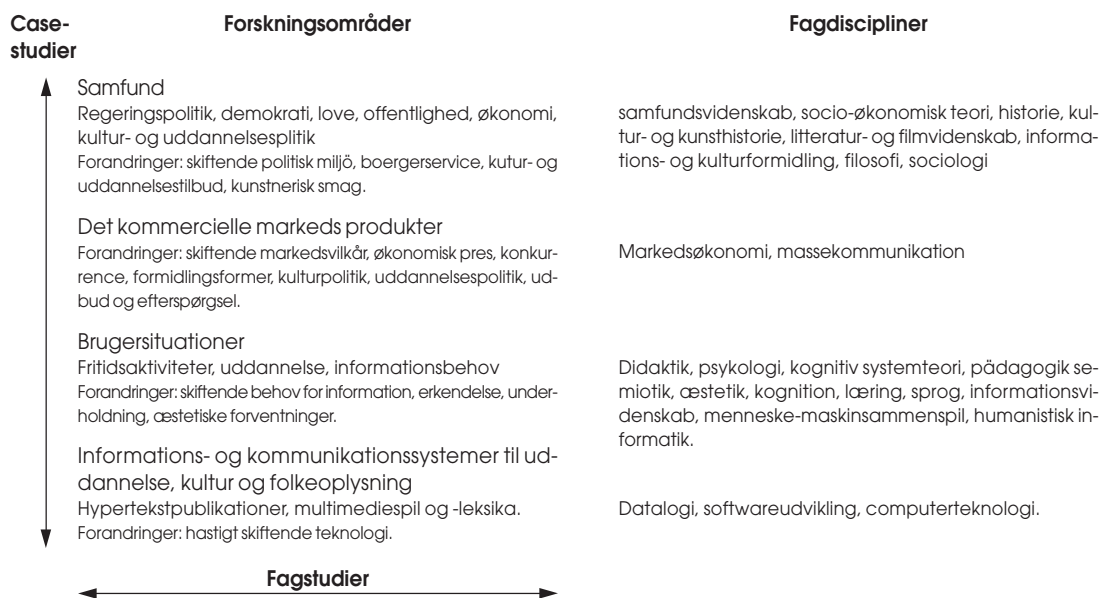 Case-
studier
Forskningsområder
Fagdiscipliner
Samfund
Regeringspolitik, demokrati, love, offentlighed, økonomi,
kultur- og uddannelsesplitik
Forandringer: skiftende politisk miljö, boergerservice, kutur- og
uddannelsestilbud, kunstnerisk smag.
samfundsvidenskab, socio-økonomisk teori, historie, kul-
tur- og kunsthistorie, litteratur- og filmvidenskab, informa-
tions- og kulturformidling, filosofi, sociologi
Det kommercielle markeds produkter
Forandringer: skiftende markedsvilkår, økonomisk pres, konkur-
rence, formidlingsformer, kulturpolitik, uddannelsespolitik, ud-
bud og efterspørgsel.
Markedsøkonomi, massekommunikation
Brugersituationer
Fritidsaktiviteter, uddannelse, informationsbehov
Forandringer: skiftende behov for information, erkendelse, under-
holdning, æstetiske forventninger.
Didaktik, psykologi, kognitiv systemteori, pädagogik se-
miotik, æstetik, kognition, læring, sprog, informationsvi-
denskab, menneske-maskinsammenspil, humanistisk in-
formatik.
Informations- og kommunikationssystemer til ud-
dannelse, kultur og folkeoplysning
Hypertekstpublikationer, multimediespil og -leksika.
Forandringer: hastigt skiftende teknologi.
Datalogi, softwareudvikling, computerteknologi.
Fagstudier